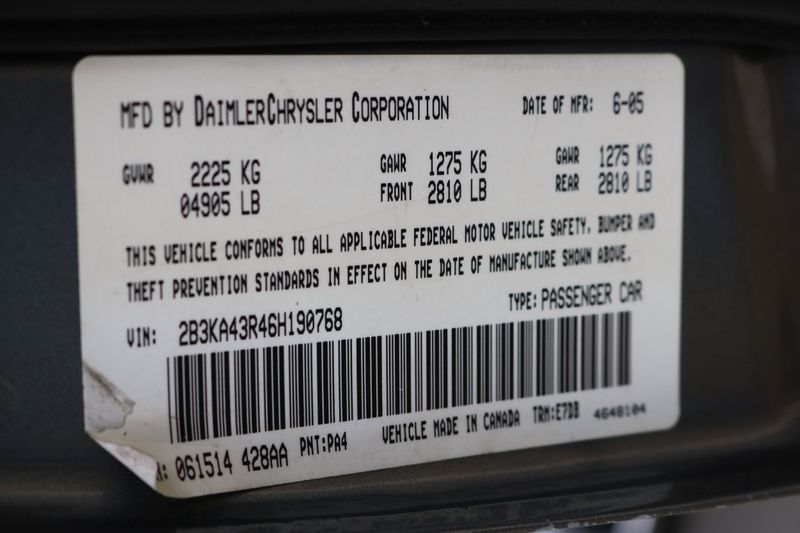 MFD BY DAIMLERCHRYSLER CORPORATION DATE OF MFR: 6-05
GVWR 2225 KG GAWR 1275 KG GAWR 1275 KG
04905 LB FRONT 2810 LB REAR 2810 LB
THIS VEHICLE CONFORMS TO ALL APPLICABLE FEDERAL MOTOR VEHICLE SAFETY, BUMPER AND
THEFT PREVENTION STANDARDS IN EFFECT ON THE DATE OF MANUFACTURE SHOWN ABOVE.
VIN: 2B3KA43R46H190768 TYPE: PASSENGER CAR
061514 428AA PNT:PA4 VEHICLE MADE IN CANADA TRM:E7DB 4648104